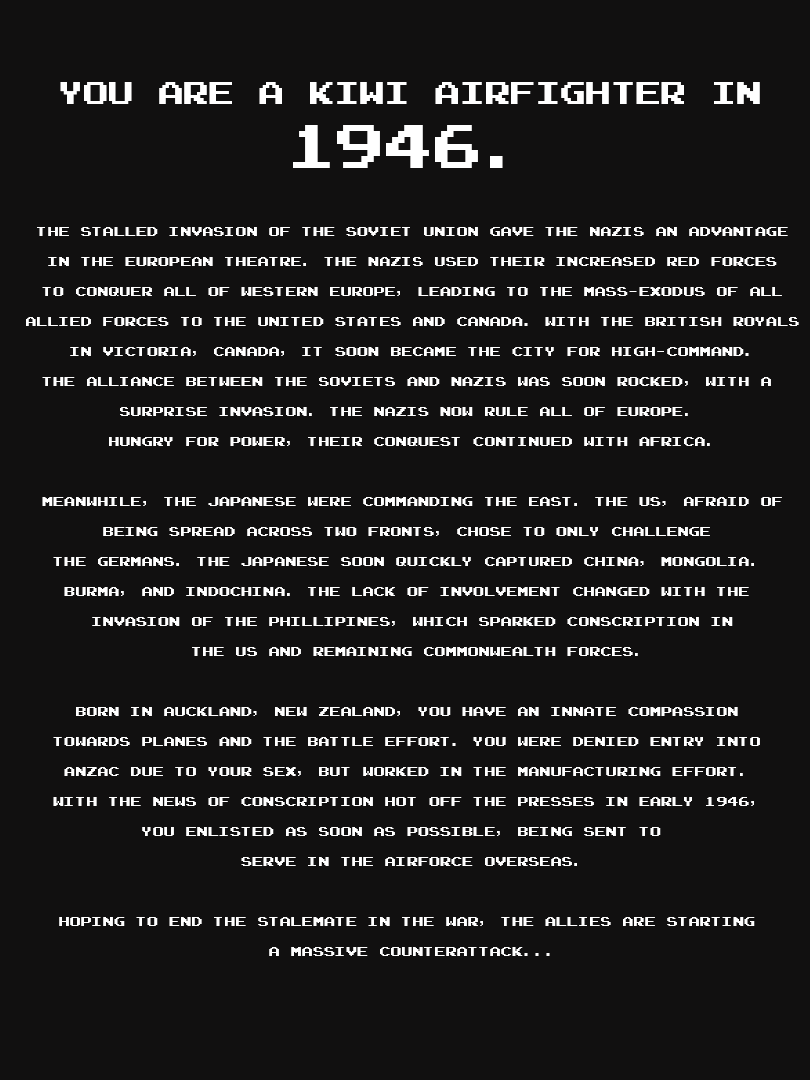 YOU ARE A KIWI AIRFIGHTER IN
1946.
THE STALLED INVASION OF THE SOVIET UNION GAVE THE NAZIS AN ADVANTAGE
IN THE EUROPEAN THEATRE. THE NAZIS USED THEIR INCREASED RED FORCES
TO CONQUER ALL OF WESTERN EUROPE, LEADING TO THE MASS-EXODUS OF ALL
ALLIED FORCES TO THE UNITED STATES AND CANADA. WITH THE BRITISH ROYALS
IN VICTORIA, CANADA, IT SOON BECAME THE CITY FOR HIGH-COMMAND.
THE ALLIANCE BETWEEN THE SOVIETS AND NAZIS WAS SOON ROCKED, WITH A
SURPRISE INVASION. THE NAZIS NOW RULE ALL OF EUROPE.
HUNGRY FOR POWER, THEIR CONQUEST CONTINUED WITH AFRICA.
MEANWHILE, THE JAPANESE WERE COMMANDING THE EAST. THE US, AFRAID OF
BEING SPREAD ACROSS TWO FRONTS, CHOSE TO ONLY CHALLENGE
THE GERMANS. THE JAPANESE SOON QUICKLY CAPTURED CHINA, MONGOLIA.
BURMA, AND INDOCHINA. THE LACK OF INVOLVEMENT CHANGED WITH THE
INVASION OF THE PHILLIPINES, WHICH SPARKED CONSCRIPTION IN
THE US AND REMAINING COMMONWEALTH FORCES.
BORN IN AUCKLAND, NEW ZEALAND, YOU HAVE AN INNATE COMPASSION
TOWARDS PLANES AND THE BATTLE EFFORT. YOU WERE DENIED ENTRY INTO
ANZAC DUE TO YOUR SEX, BUT WORKED IN THE MANUFACTURING EFFORT.
WITH THE NEWS OF CONSCRIPTION HOT OFF THE PRESSES IN EARLY 1946,
YOU ENLISTED AS SOON AS POSSIBLE, BEING SENT TO
SERVE IN THE AIRFORCE OVERSEAS.
HOPING TO END THE STALEMATE IN THE WAR, THE ALLIES ARE STARTING
A MASSIVE COUNTERATTACK...